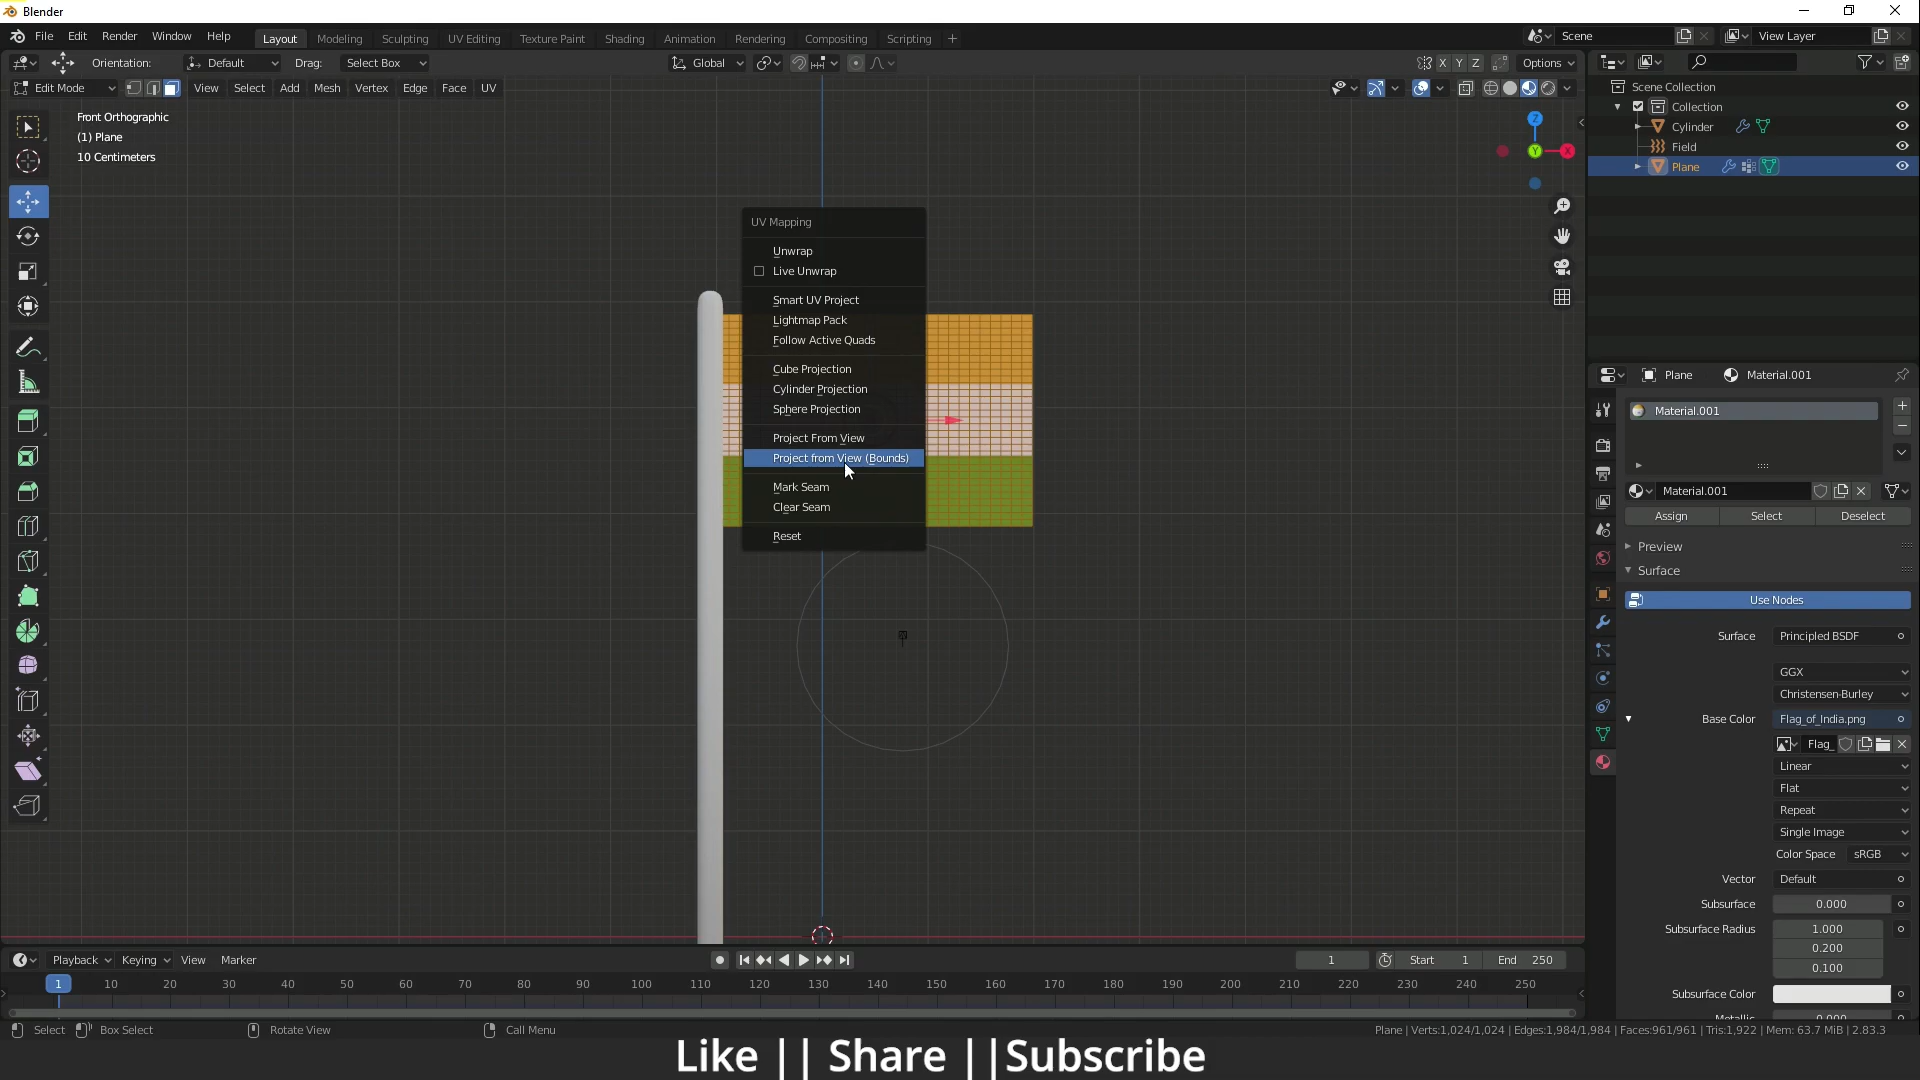 Blender
File Edit Render Window Help
Layout Modeling Sculpting UV Editing Texture Paint Shading Animation Rendering Compositing Scripting +
Scene
View Layer
Orientation: Default Drag: Select Box
Global
X Y Z Options
Edit Mode View Select Add Mesh Vertex Edge Face UV
Front Orthographic
(1) Plane
10 Centimeters
Z
Y
X
UV Mapping
Unwrap
Live Unwrap
Smart UV Project
Lightmap Pack
Follow Active Quads
Cube Projection
Cylinder Projection
Sphere Projection
Project From View
Project from View (Bounds)
Mark Seam
Clear Seam
Reset
Scene Collection
Collection
Cylinder
Field
Plane
Plane Material.001
Material.001
Material.001
Assign Select Deselect
Preview
Surface
Use Nodes
Surface Principled BSDF
GGX
Christensen-Burley
Base Color Flag_of_India.png
Flag_
Linear
Flat
Repeat
Single Image
Color Space sRGB
Vector Default
Subsurface 0.000
Subsurface Radius 1.000
0.200
0.100
Subsurface Color
Metallic 0.000
Playback Keying View Marker
1 Start 1 End 250
1 10 20 30 40 50 60 70 80 90 100 110 120 130 140 150 160 170 180 190 200 210 220 230 240 250
Select Box Select Rotate View Call Menu
Plane | Verts:1,024/1,024 | Edges:1,984/1,984 | Faces:961/961 | Tris:1,922 | Mem: 63.7 MiB | 2.83.3
Like || Share ||Subscribe